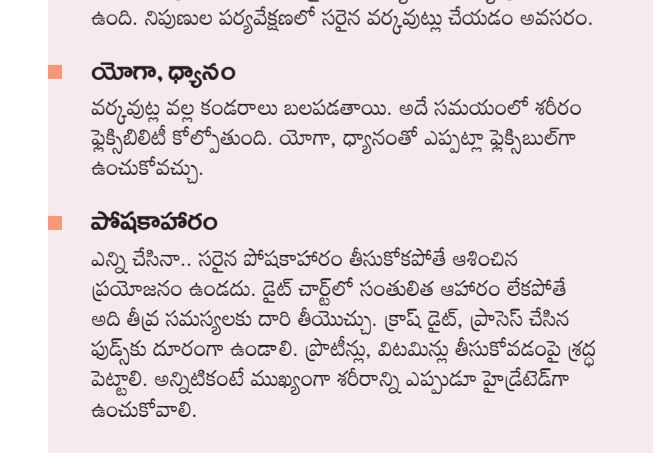 ఉంది. నిపుణుల పర్యవేక్షణలో సరైన వర్కవుట్లు చేయడం అవసరం.
యోగా, ధ్యానం
వర్కవుట్ల వల్ల కండరాలు బలపడతాయి. అదే సమయంలో శరీరం
ఫ్లెక్సిబిలిటీ కోల్పోతుంది. యోగా, ధ్యానంతో ఎప్పట్లా ఫ్లెక్సిబుల్‌గా
ఉంచుకోవచ్చు.
పోషకాహారం
ఎన్ని చేసినా.. సరైన పోషకాహారం తీసుకోకపోతే ఆశించిన
ప్రయోజనం ఉండదు. డైట్ చార్ట్‌లో సంతులిత ఆహారం లేకపోతే
అది తీవ్ర సమస్యలకు దారి తీయొచ్చు. క్రాష్ డైట్, ప్రాసెస్ చేసిన
ఫుడ్స్‌కు దూరంగా ఉండాలి. ప్రొటీన్లు, విటమిన్లు తీసుకోవడంపై శ్రద్ధ
పెట్టాలి. అన్నిటికంటే ముఖ్యంగా శరీరాన్ని ఎప్పుడూ హైడ్రేటెడ్‌గా
ఉంచుకోవాలి.